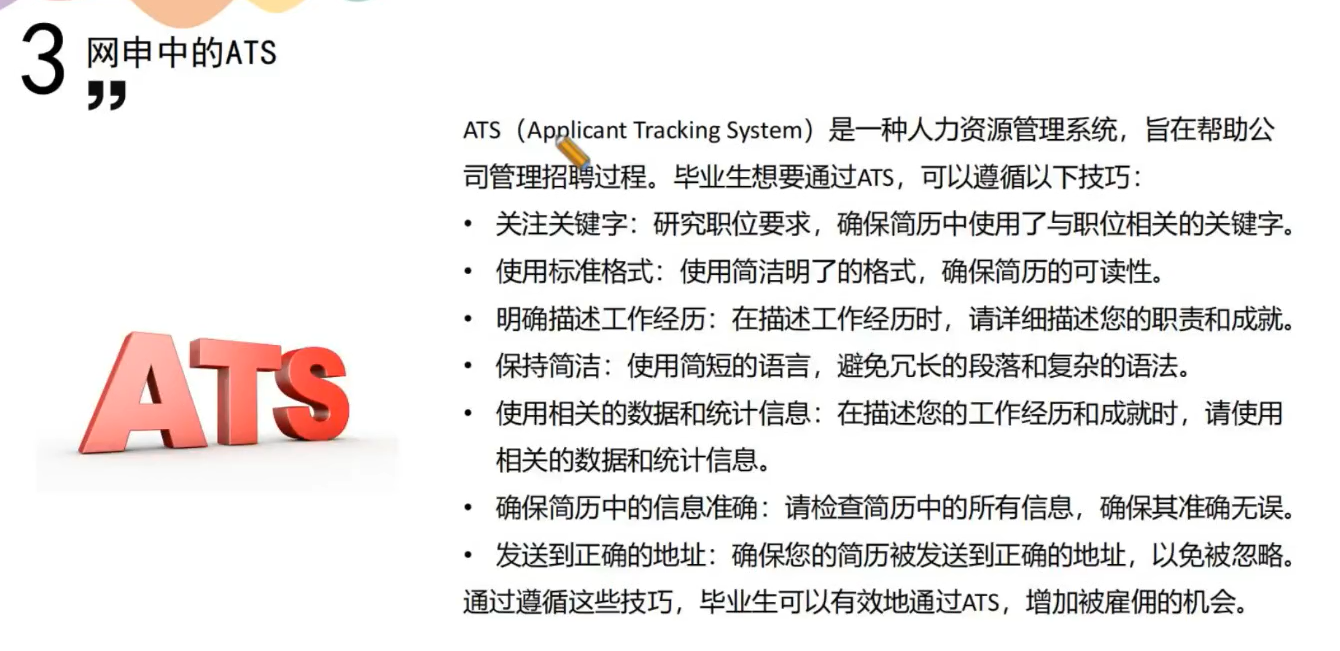 3 网申中的ATS
”
ATS（Applicant Tracking System）是一种人力资源管理系统，旨在帮助公
司管理招聘过程。毕业生想要通过ATS，可以遵循以下技巧：
• 关注关键字：研究职位要求，确保简历中使用了与职位相关的关键字。
• 使用标准格式：使用简洁明了的格式，确保简历的可读性。
• 明确描述工作经历：在描述工作经历时，请详细描述您的职责和成就。
• 保持简洁：使用简短的语言，避免冗长的段落和复杂的语法。
• 使用相关的数据和统计信息：在描述您的工作经历和成就时，请使用
相关的数据和统计信息。
• 确保简历中的信息准确：请检查简历中的所有信息，确保其准确无误。
• 发送到正确的地址：确保您的简历被发送到正确的地址，以免被忽略。
通过遵循这些技巧，毕业生可以有效地通过ATS，增加被雇佣的机会。
ATS